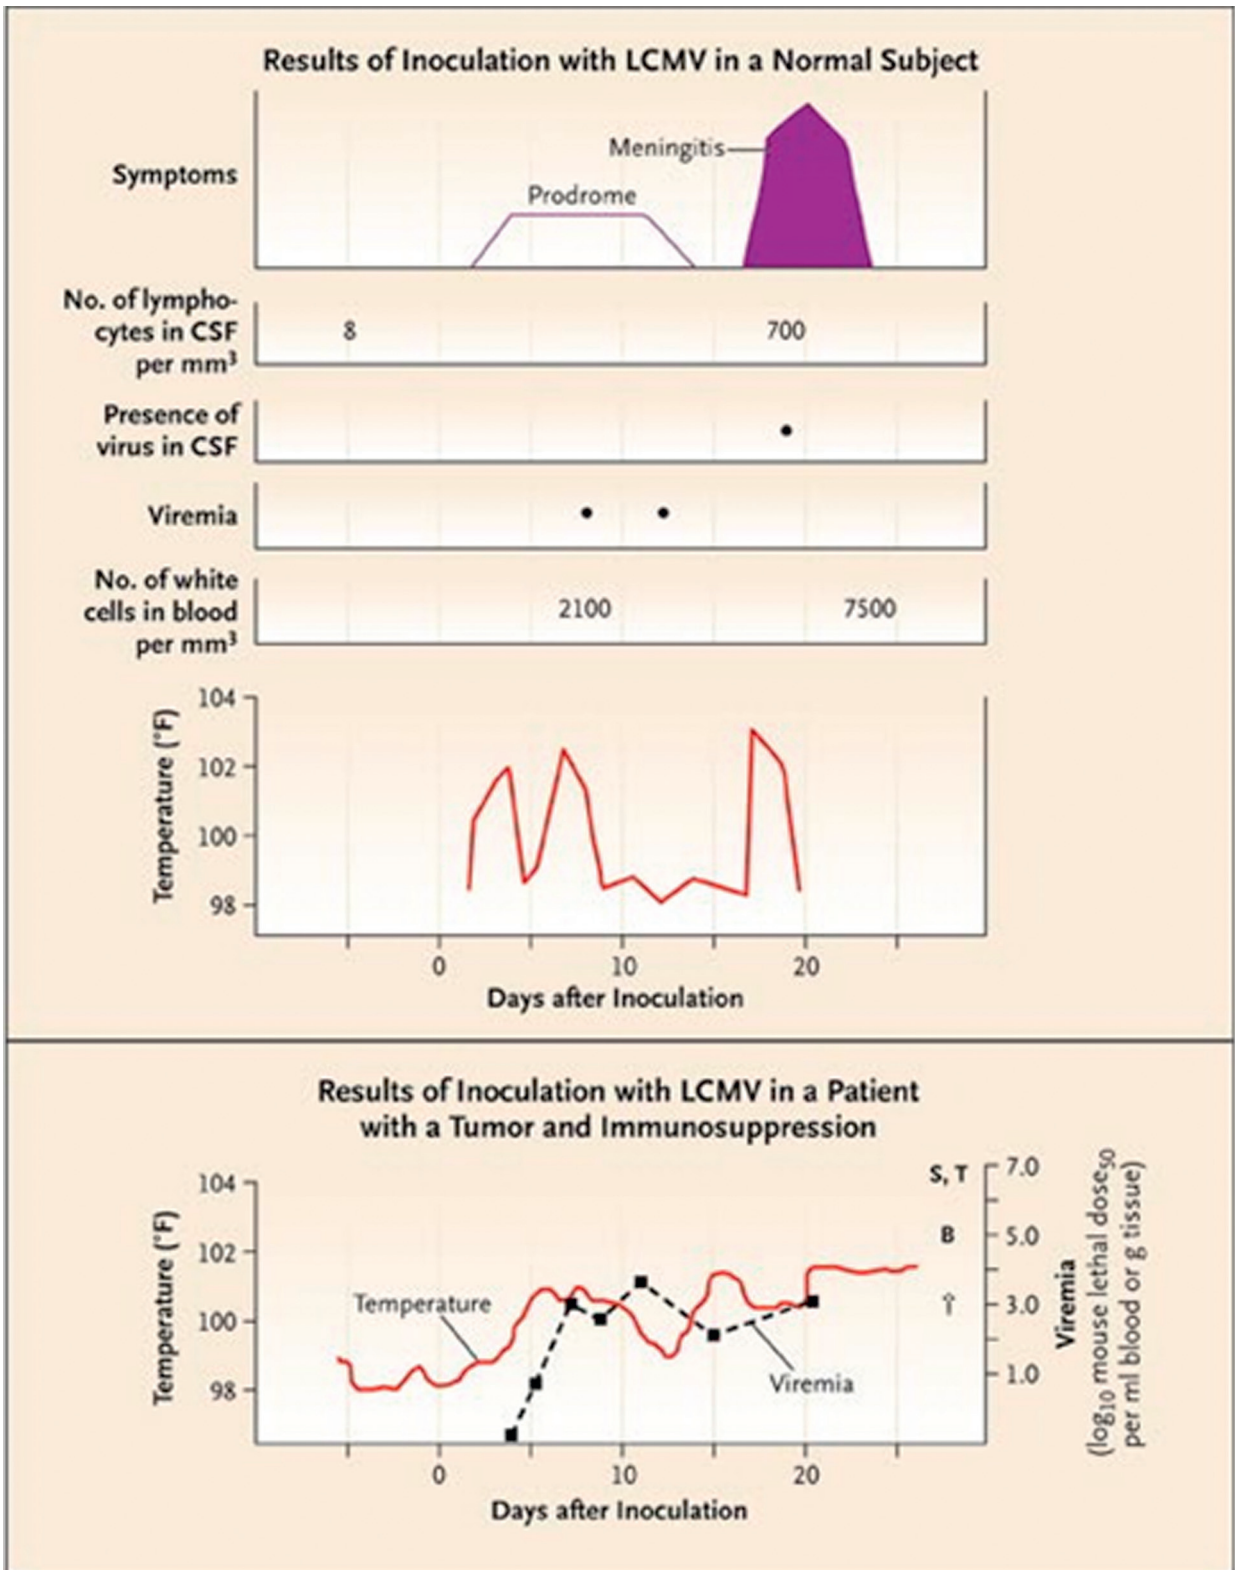 Results of Inoculation with LCMV in a Normal Subject
Symptoms
Meningitis
Prodrome
No. of lympho-
cytes in CSF
per mm³
8
700
Presence of
virus in CSF
Viremia
No. of white
cells in blood
per mm³
2100
7500
Temperature (°F)
104
102
100
98
0
10
20
Days after Inoculation
Results of Inoculation with LCMV in a Patient
with a Tumor and Immunosuppression
Temperature (°F)
104
102
100
98
Temperature
Viremia
S, T
B
†
7.0
5.0
3.0
1.0
Viremia
(log₁₀ mouse lethal dose₅₀
per ml blood or g tissue)
0
10
20
Days after Inoculation